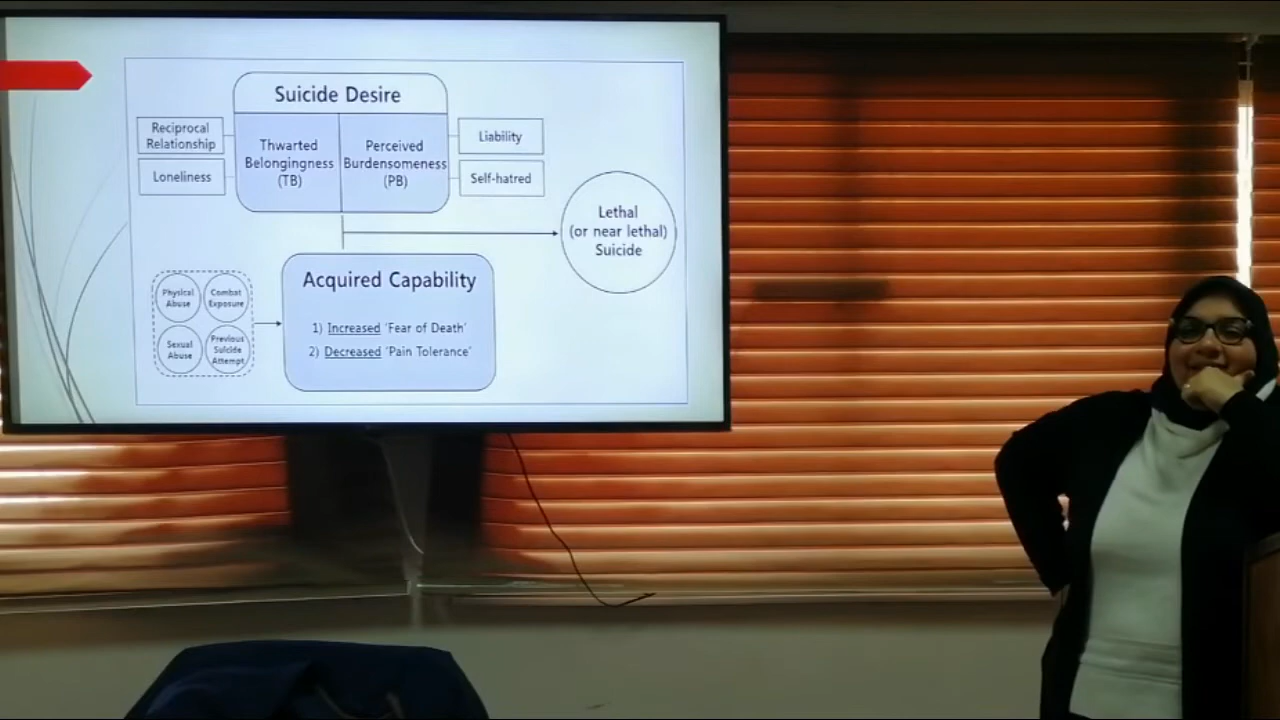 Suicide Desire
Reciprocal
Relationship
Loneliness
Thwarted
Belongingness
(TB)
Perceived
Burdensomeness
(PB)
Liability
Self-hatred
Lethal
(or near lethal)
Suicide
Physical
Abuse
Combat
Exposure
Sexual
Abuse
Previous
Suicide
Attempt
Acquired Capability
1) Increased 'Fear of Death'
2) Decreased 'Pain Tolerance'